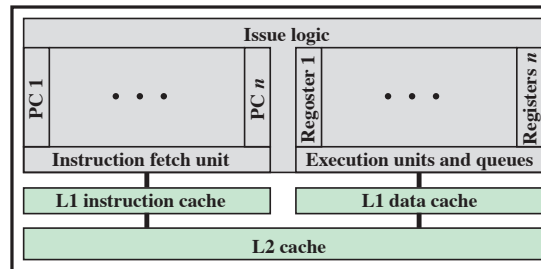 Issue logic
PC 1
• • •
PC n
Regoster 1
• • •
Registers n
Instruction fetch unit
Execution units and queues
L1 instruction cache
L1 data cache
L2 cache